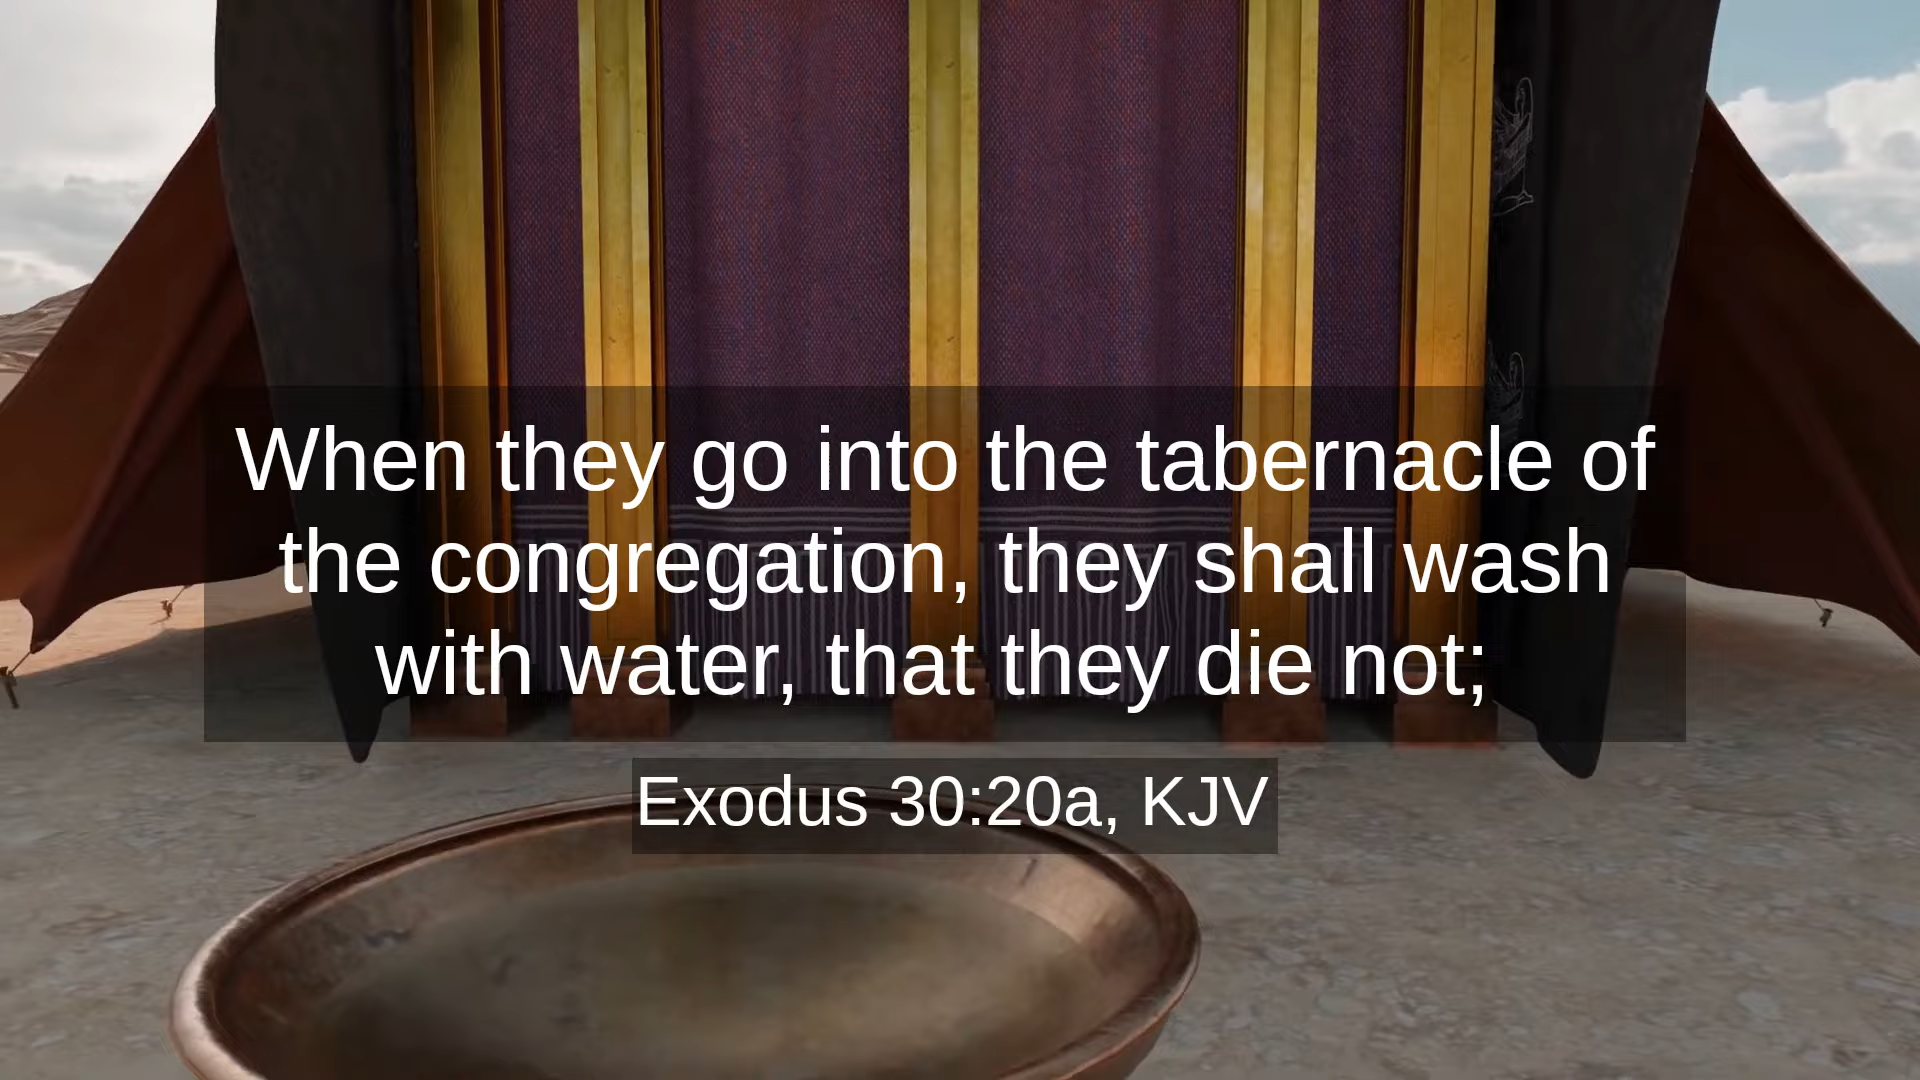 When they go into the tabernacle of
the congregation, they shall wash
with water, that they die not;
Exodus 30:20a, KJV